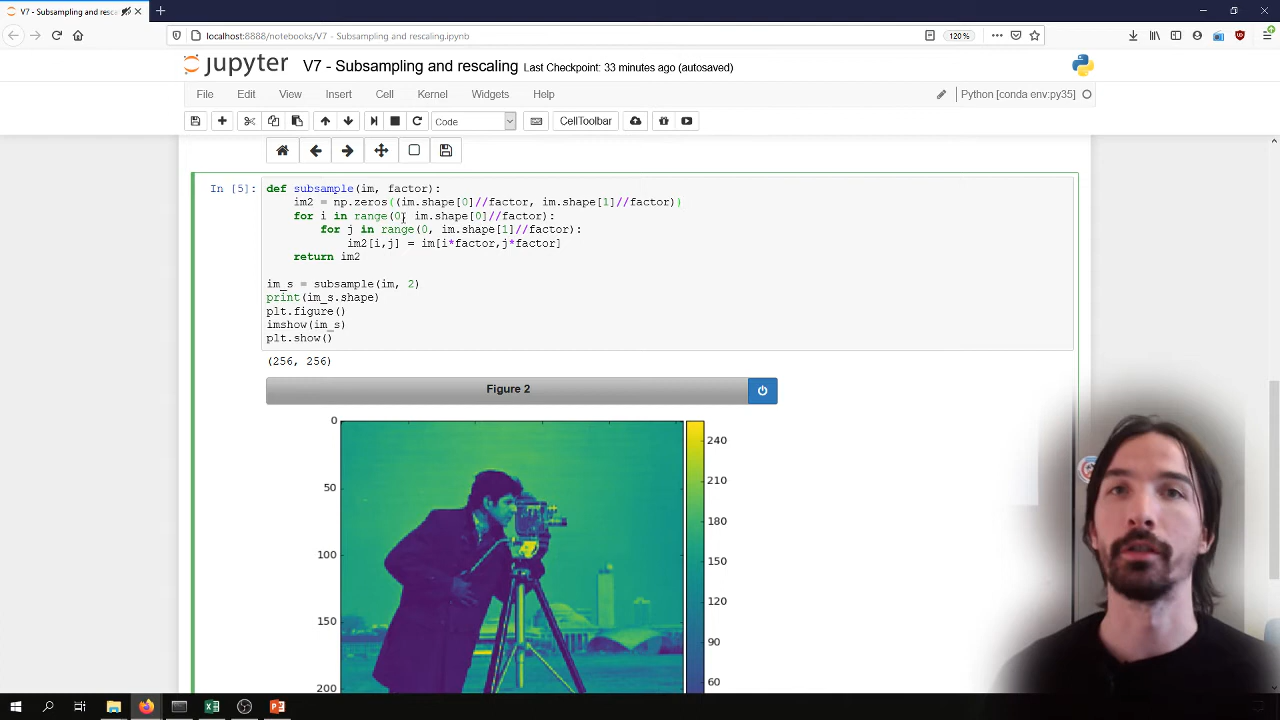 V7 - Subsampling and resca
localhost:8888/notebooks/V7 - Subsampling and rescaling.ipynb
120%
jupyter V7 - Subsampling and rescaling Last Checkpoint: 33 minutes ago (autosaved)
File Edit View Insert Cell Kernel Widgets Help
Python [conda env:py35]
Code
CellToolbar
In [5]:
def subsample(im, factor):
    im2 = np.zeros((im.shape[0]//factor, im.shape[1]//factor))
    for i in range(0, im.shape[0]//factor):
        for j in range(0, im.shape[1]//factor):
            im2[i,j] = im[i*factor,j*factor]
    return im2
im_s = subsample(im, 2)
print(im_s.shape)
plt.figure()
imshow(im_s)
plt.show()
(256, 256)
Figure 2
0
50
100
150
200
240
210
180
150
120
90
60